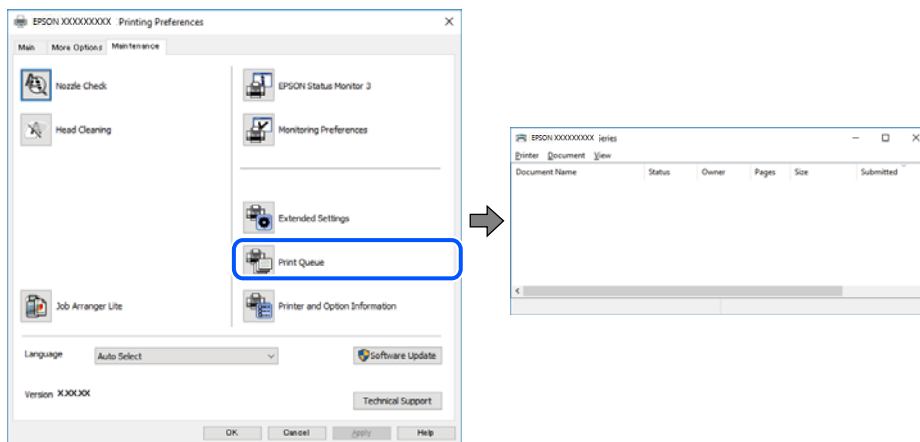 EPSON XXXXXXXXX Printing Preferences
Main More Options Maintenance
Nozzle Check
EPSON Status Monitor 3
Head Cleaning
Monitoring Preferences
Extended Settings
Print Queue
Job Arranger Lite
Printer and Option Information
Language Auto Select Software Update
Version X.XX.XX
Technical Support
OK Cancel Apply Help
EPSON XXXXXXXXX ieries
Printer Document View
Document Name Status Owner Pages Size Submitted